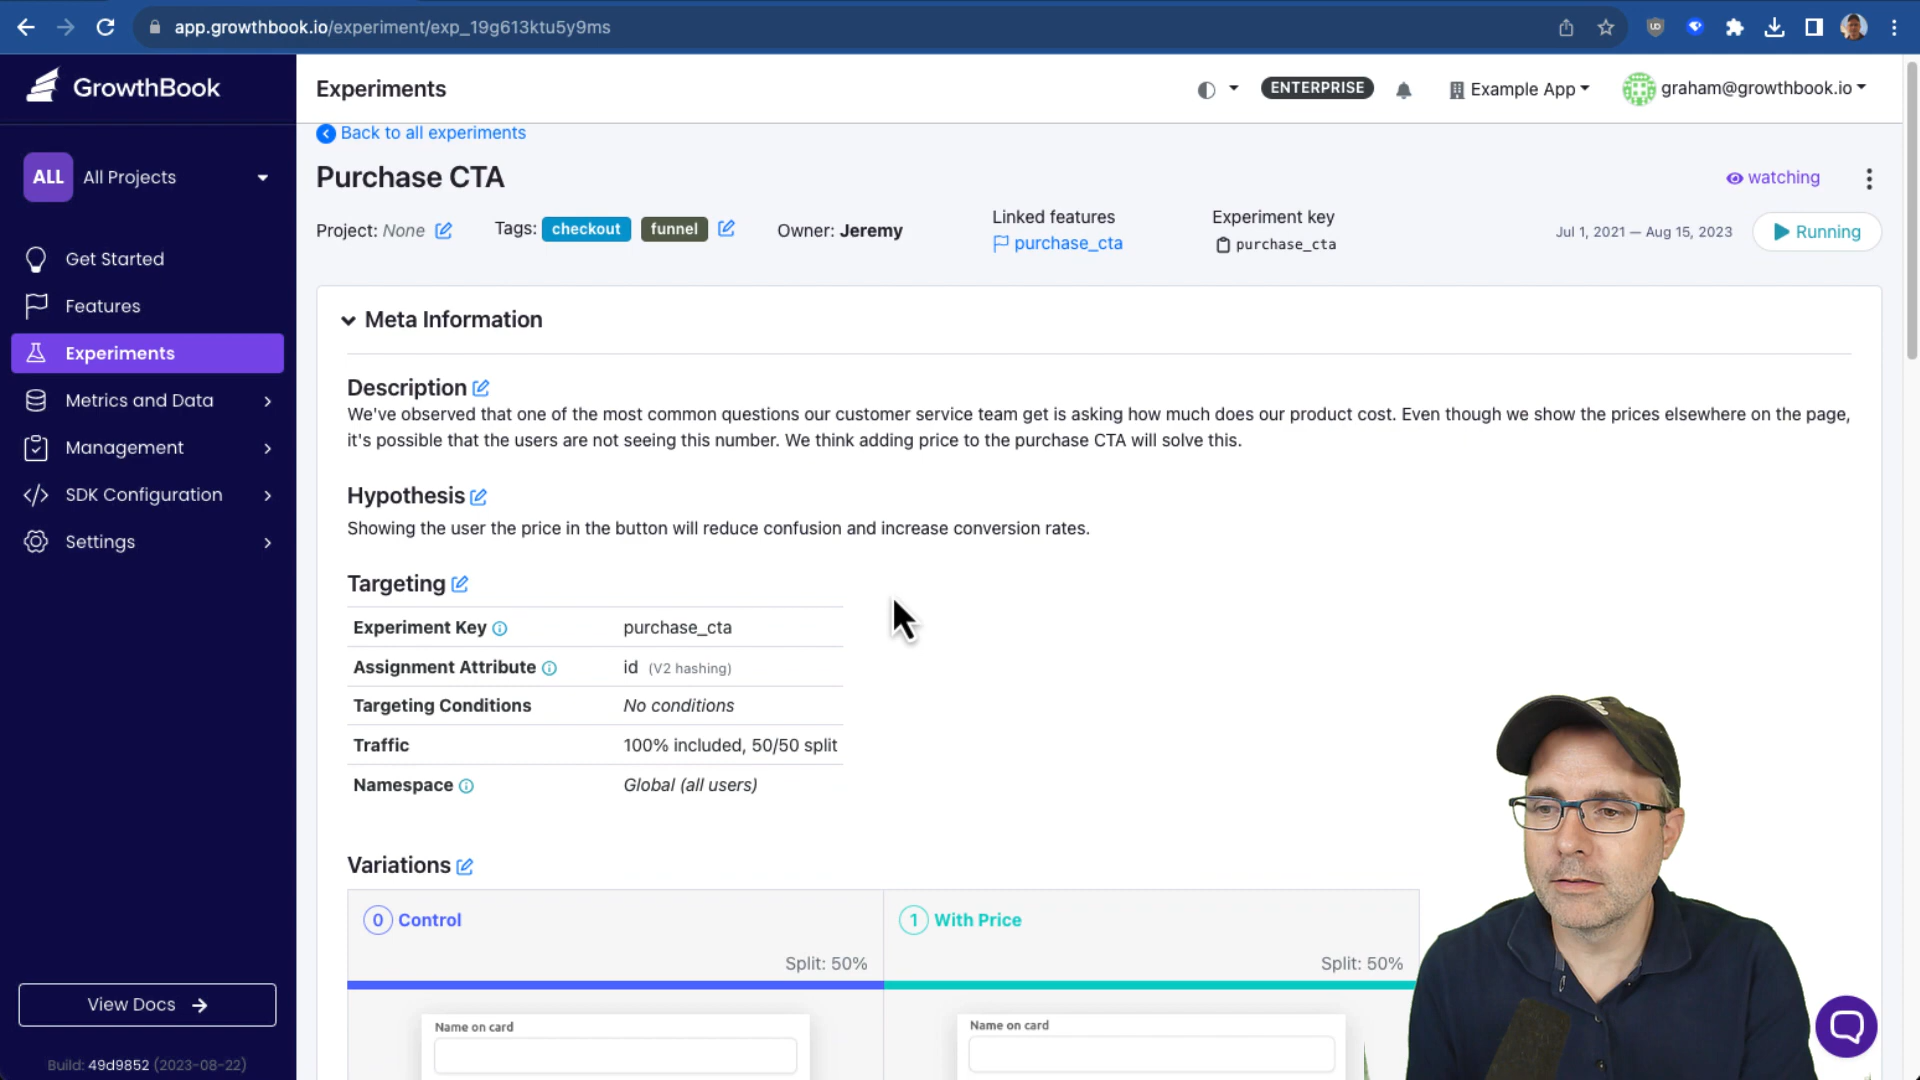 app.growthbook.io/experiment/exp_19g613ktu5y9ms
GrowthBook
Experiments
ENTERPRISE
Example App
graham@growthbook.io
ALL
All Projects
Get Started
Features
Experiments
Metrics and Data
Management
SDK Configuration
Settings
View Docs
Build: 49d9852 (2023-08-22)
Back to all experiments
Purchase CTA
watching
Project: None
Tags: checkout funnel
Owner: Jeremy
Linked features
purchase_cta
Experiment key
purchase_cta
Jul 1, 2021 — Aug 15, 2023
Running
Meta Information
Description
We've observed that one of the most common questions our customer service team get is asking how much does our product cost. Even though we show the prices elsewhere on the page,
it's possible that the users are not seeing this number. We think adding price to the purchase CTA will solve this.
Hypothesis
Showing the user the price in the button will reduce confusion and increase conversion rates.
Targeting
Experiment Key purchase_cta
Assignment Attribute id (V2 hashing)
Targeting Conditions No conditions
Traffic 100% included, 50/50 split
Namespace Global (all users)
Variations
0 Control
Split: 50%
1 With Price
Split: 50%
Name on card
Name on card